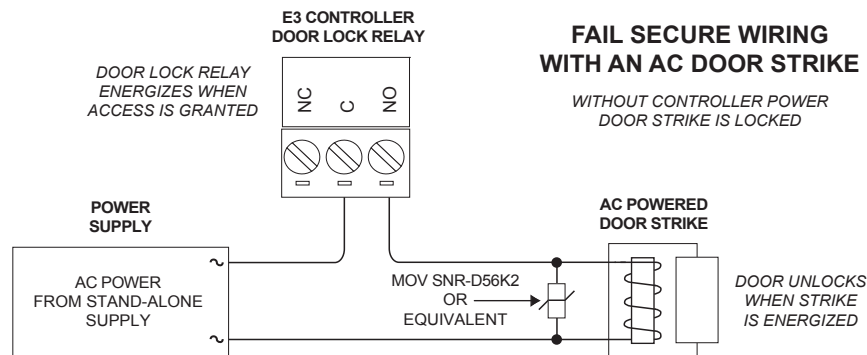 E3 CONTROLLER
DOOR LOCK RELAY
FAIL SECURE WIRING
WITH AN AC DOOR STRIKE
DOOR LOCK RELAY
ENERGIZES WHEN
ACCESS IS GRANTED
NC
C
NO
WITHOUT CONTROLLER POWER
DOOR STRIKE IS LOCKED
POWER
SUPPLY
AC POWERED
DOOR STRIKE
~
AC POWER
FROM STAND-ALONE
SUPPLY
~
MOV SNR-D56K2
OR
EQUIVALENT
DOOR UNLOCKS
WHEN STRIKE
IS ENERGIZED